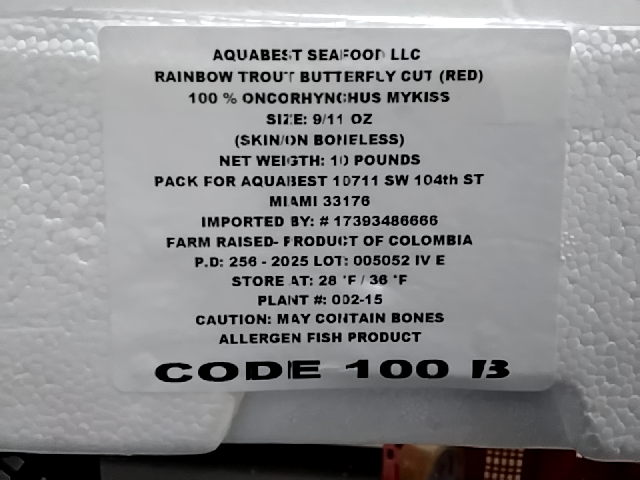 AQUABEST SEAFOOD LLC
RAINBOW TROUT BUTTERFLY CUT (RED)
100 % ONCORHYNCHUS MYKISS
SIZE: 9/11 OZ
(SKIN/ON BONELESS)
NET WEIGTH: 10 POUNDS
PACK FOR AQUABEST 10711 SW 104th ST
MIAMI 33176
IMPORTED BY: # 17393486666
FARM RAISED- PRODUCT OF COLOMBIA
P.D: 256 - 2025 LOT: 005052 IV E
STORE AT: 28 °F / 36 °F
PLANT #: 002-15
CAUTION: MAY CONTAIN BONES
ALLERGEN FISH PRODUCT
CODE 100 B